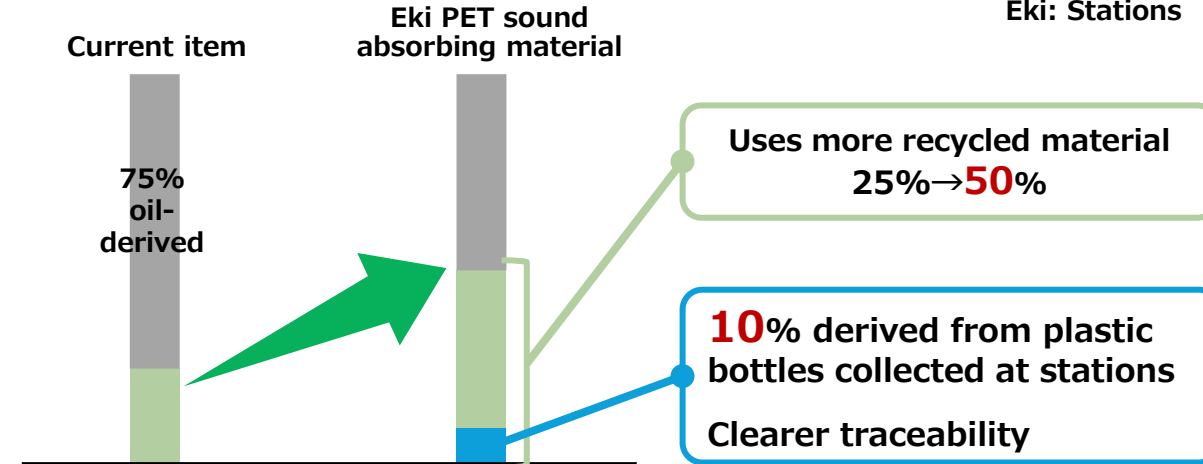 Eki: Stations
Current item
Eki PET sound
absorbing material
75%
oil-
derived
Uses more recycled material
25%→50%
10% derived from plastic
bottles collected at stations
Clearer traceability